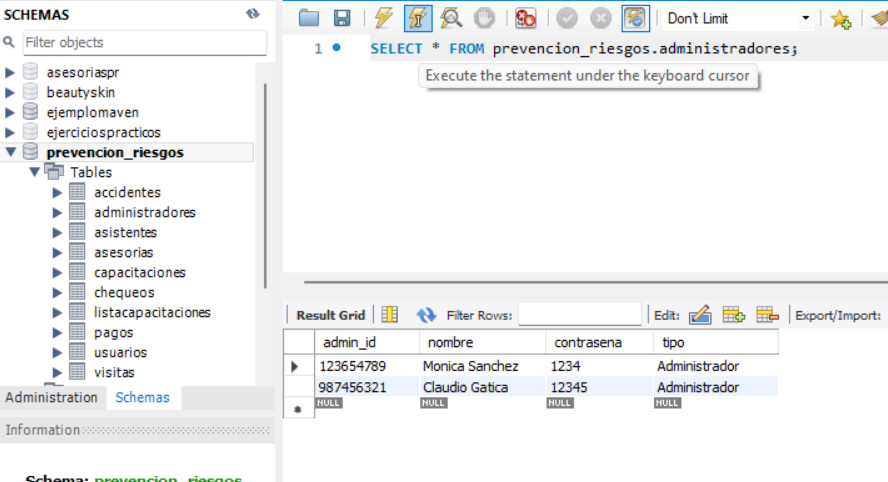 SCHEMAS
Filter objects
asesoriaspr
beautyskin
ejemplomaven
ejerciciospracticos
prevencion_riesgos
Tables
accidentes
administradores
asistentes
asesorias
capacitaciones
chequeos
listacapacitaciones
pagos
usuarios
visitas
Administration Schemas
Information
Schema: prevencion_riesgos
Don't Limit
1 SELECT * FROM prevencion_riesgos.administradores;
Execute the statement under the keyboard cursor
Result Grid Filter Rows: Edit: Export/Import:
admin_id nombre contrasena tipo
123654789 Monica Sanchez 1234 Administrador
987456321 Claudio Gatica 12345 Administrador
NULL NULL NULL NULL